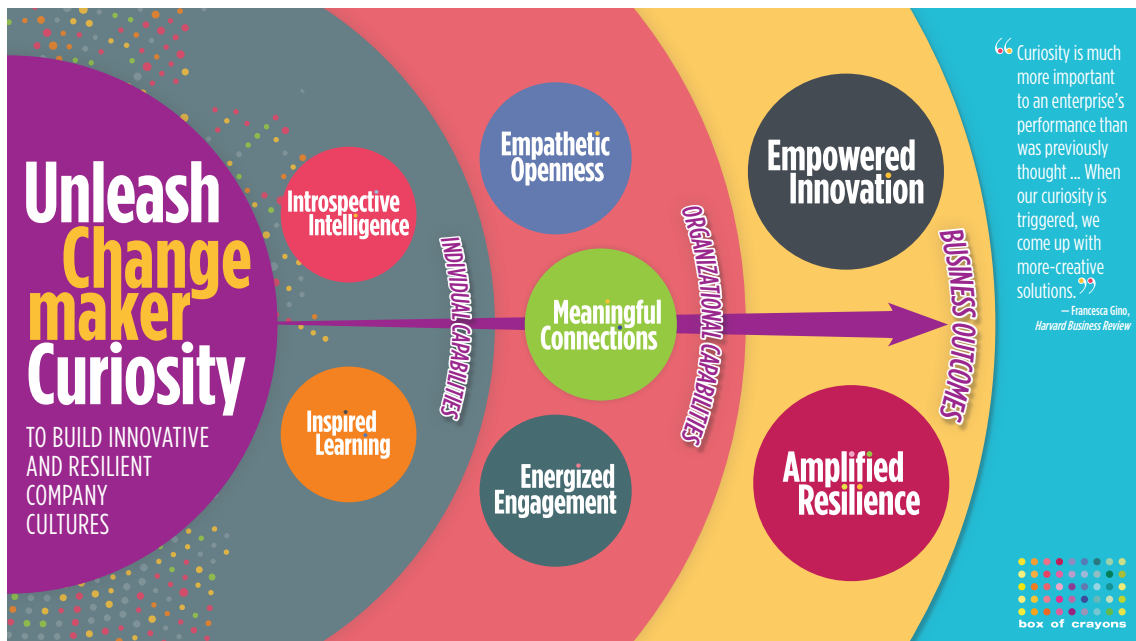 Unleash
Change
maker
Curiosity
TO BUILD INNOVATIVE
AND RESILIENT
COMPANY
CULTURES
Introspective
Intelligence
Inspired
Learning
INDIVIDUAL CAPABILITIES
Empathetic
Openness
Meaningful
Connections
Energized
Engagement
ORGANIZATIONAL CAPABILITIES
Empowered
Innovation
Amplified
Resilience
BUSINESS OUTCOMES
“Curiosity is much
more important
to an enterprise’s
performance than
was previously
thought ... When
our curiosity is
triggered, we
come up with
more-creative
solutions.”
— Francesca Gino,
Harvard Business Review
box of crayons